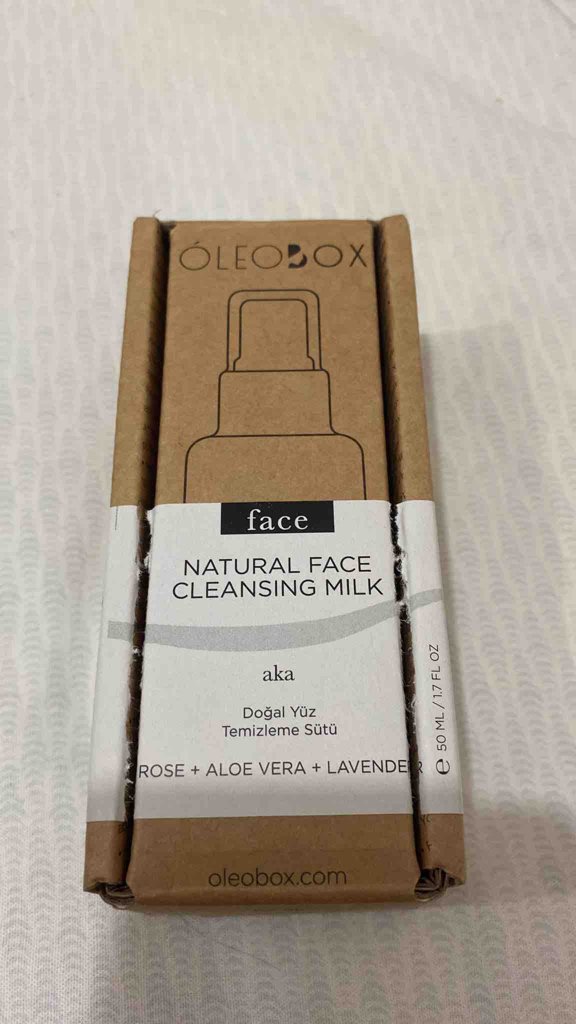 ÓLEOBOX
face
NATURAL FACE
CLEANSING MILK
aka
Doğal Yüz
Temizleme Sütü
ROSE + ALOE VERA + LAVENDER
℮ 50 ML / 1.7 FL OZ
oleobox.com